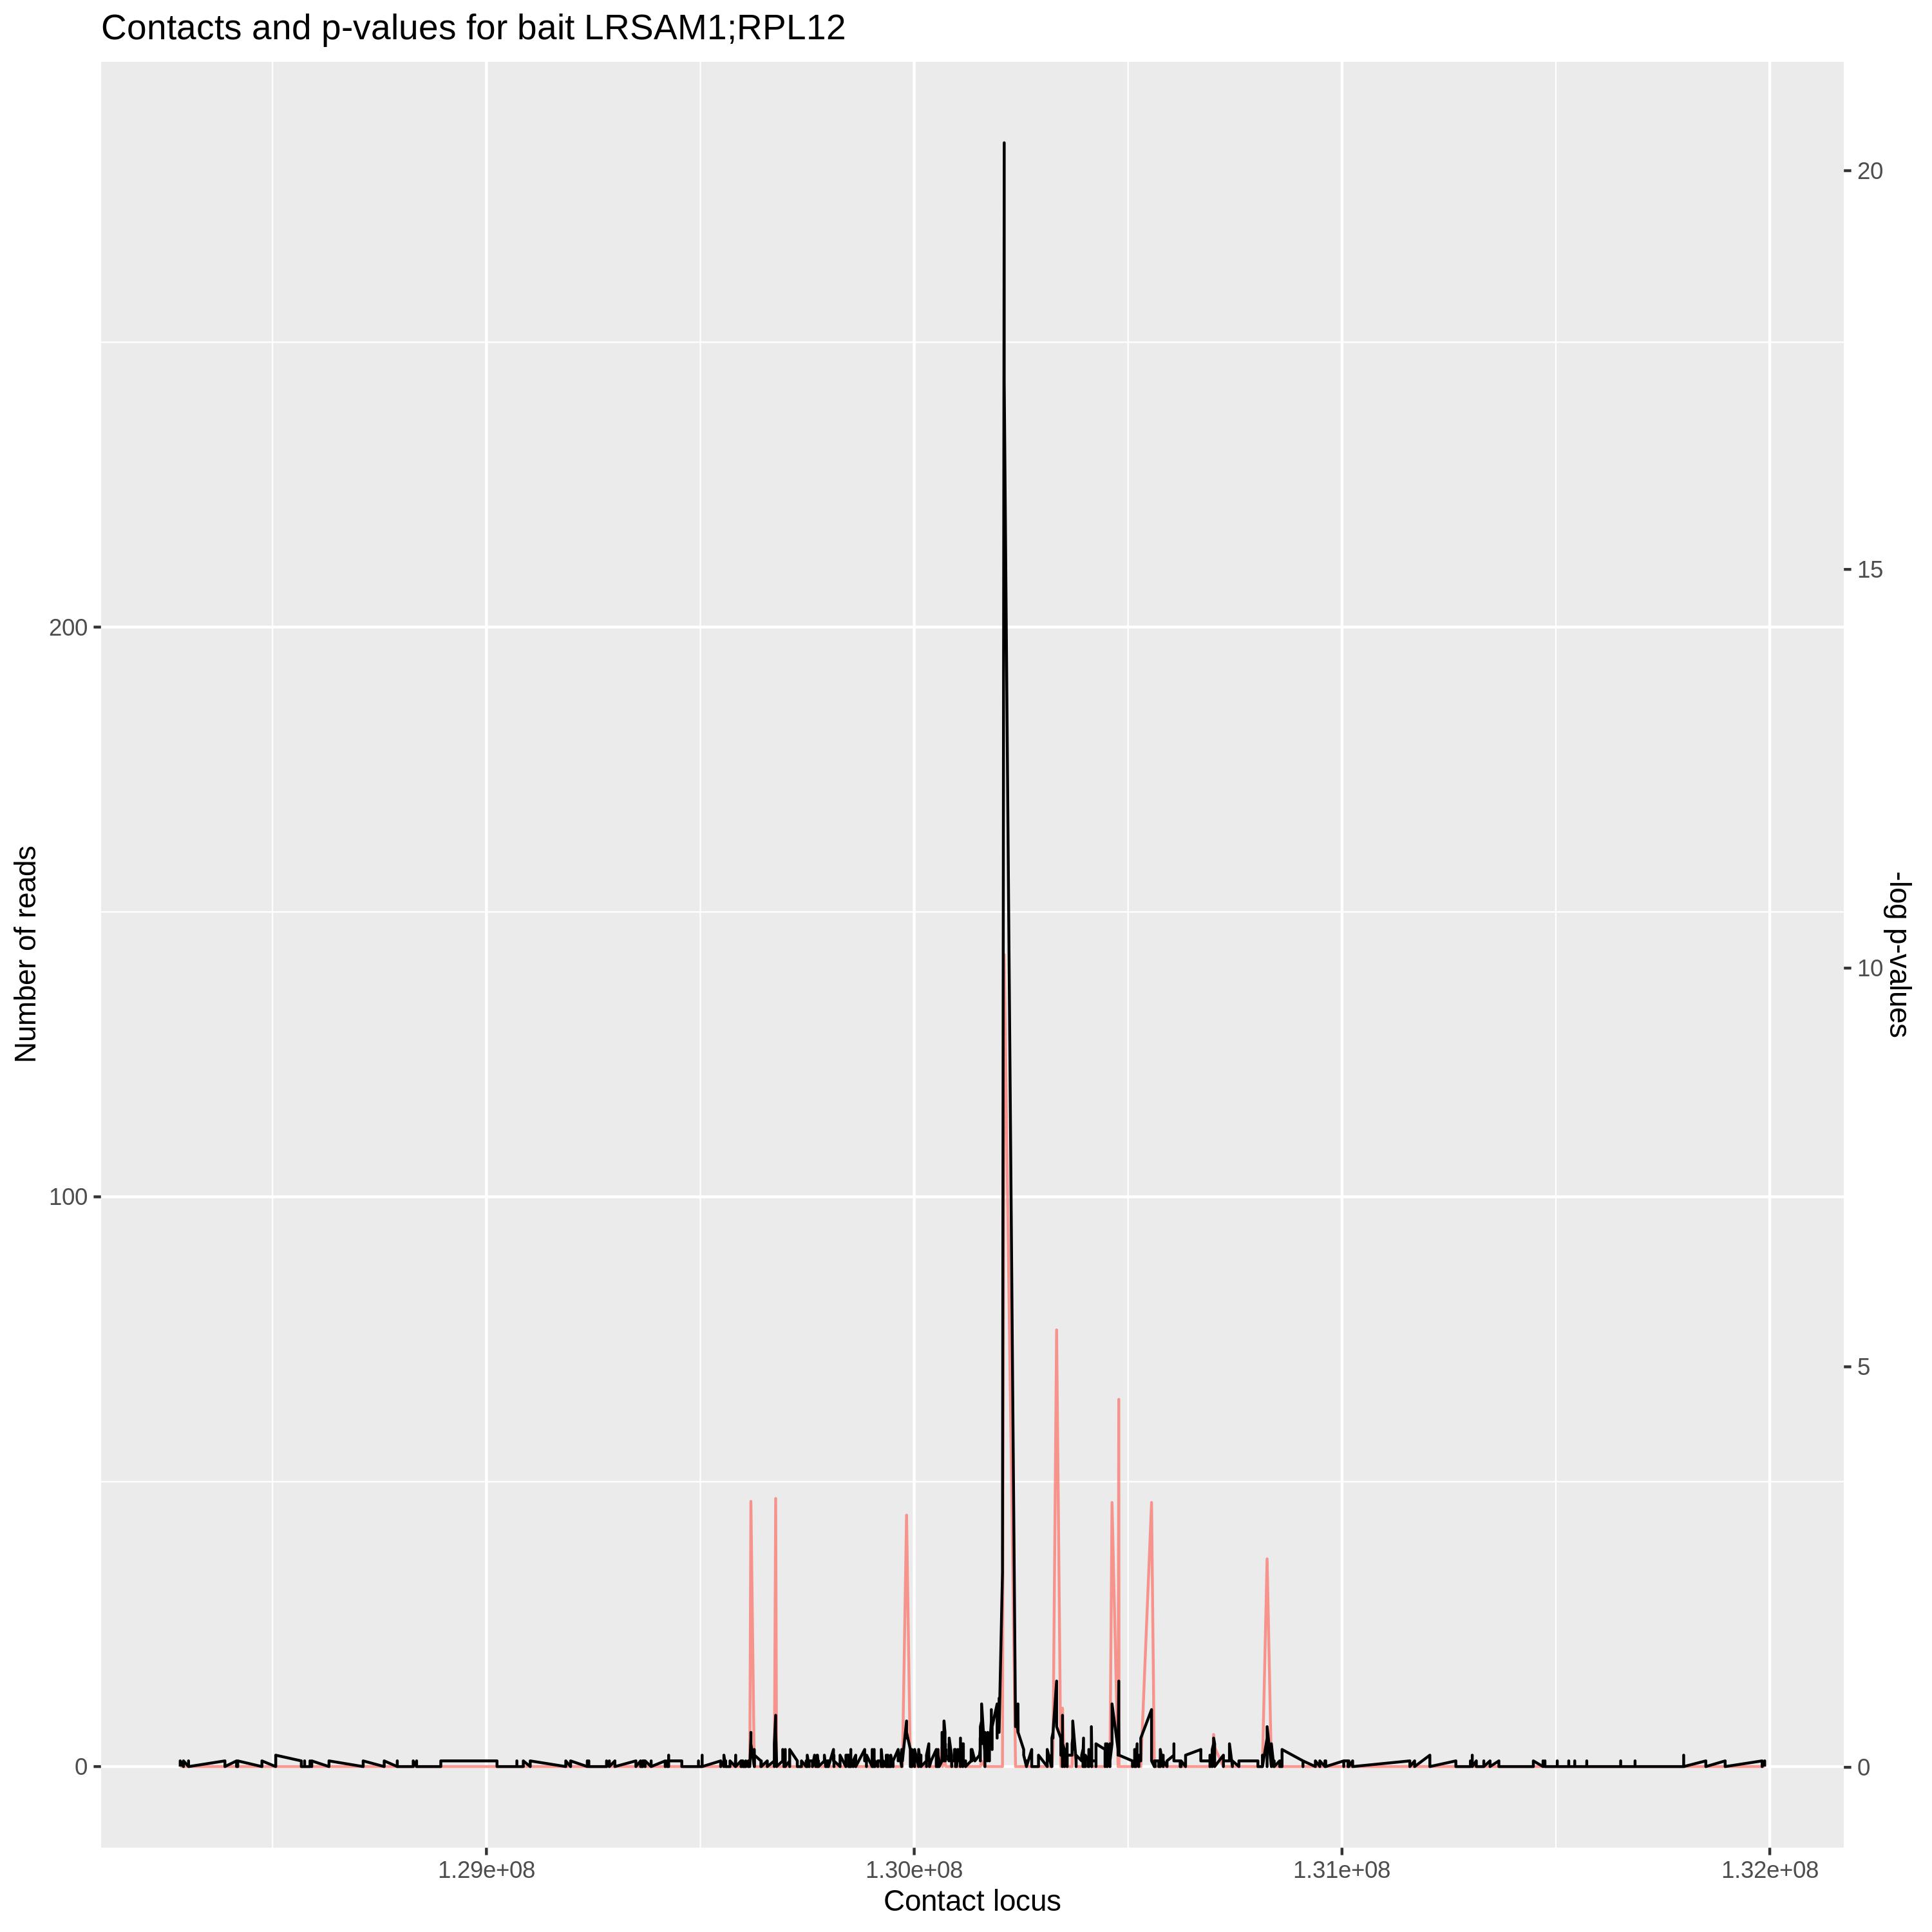 Contacts and p-values for bait LRSAM1;RPL12
Number of reads
200
100
0
20
15
10
5
0
-log p-values
1.29e+08
1.30e+08
1.31e+08
1.32e+08
Contact locus